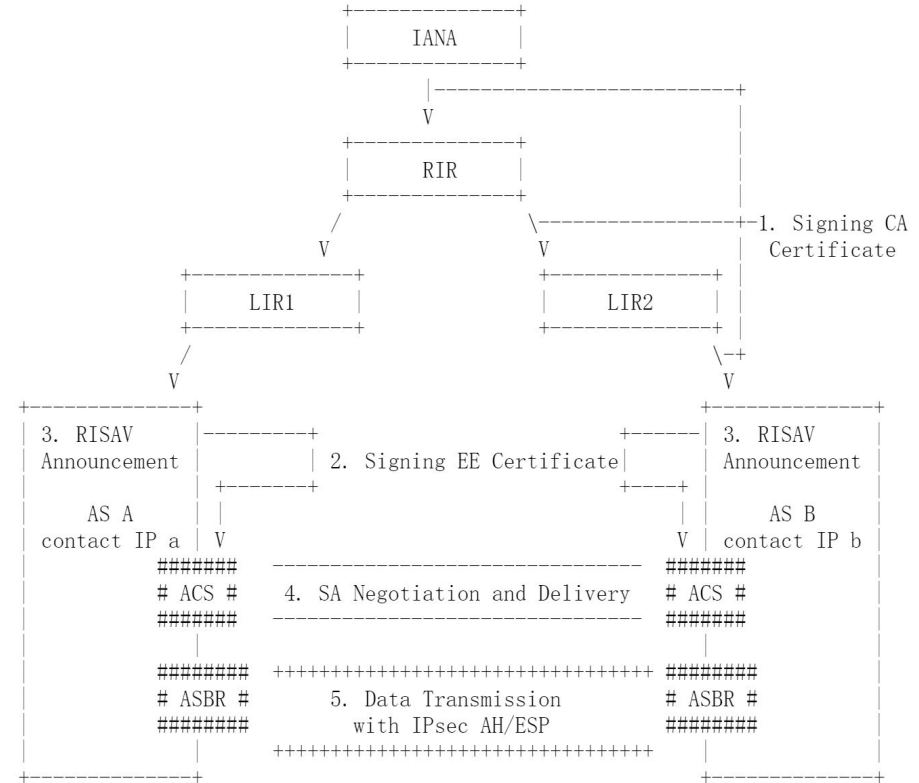 IANA
V
RIR
1. Signing CA
V V Certificate
LIR1 LIR2
V V
3. RISAV 3. RISAV
Announcement 2. Signing EE Certificate Announcement
AS A AS B
contact IP a V V contact IP b
####### #######
# ACS # 4. SA Negotiation and Delivery # ACS #
####### #######
######## ########
# ASBR # 5. Data Transmission # ASBR #
######## with IPsec AH/ESP ########